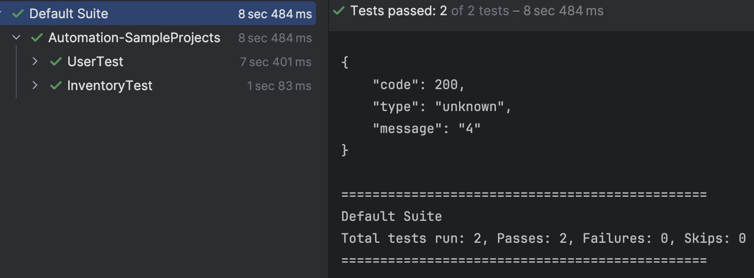 Default Suite 8 sec 484 ms
Automation-SampleProjects 8 sec 484 ms
UserTest 7 sec 401 ms
InventoryTest 1 sec 83 ms
Tests passed: 2 of 2 tests – 8 sec 484 ms
{
    "code": 200,
    "type": "unknown",
    "message": "4"
}
===============================================
Default Suite
Total tests run: 2, Passes: 2, Failures: 0, Skips: 0
===============================================